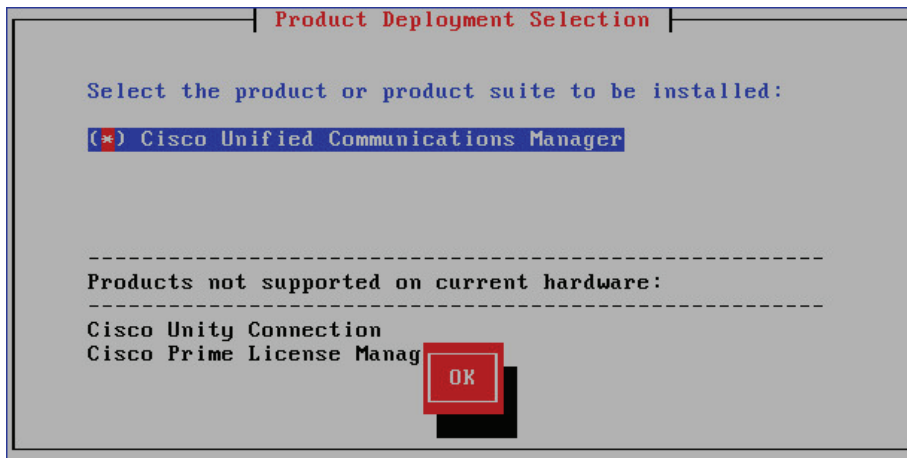 Product Deployment Selection
Select the product or product suite to be installed:
(*) Cisco Unified Communications Manager
--------------------------------------------------------
Products not supported on current hardware:
--------------------------------------------------------
Cisco Unity Connection
Cisco Prime License Manag
OK